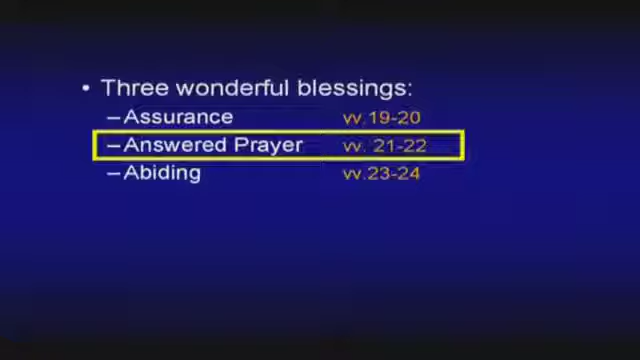 • Three wonderful blessings:
–Assurance vv.19-20
–Answered Prayer vv. 21-22
–Abiding vv.23-24